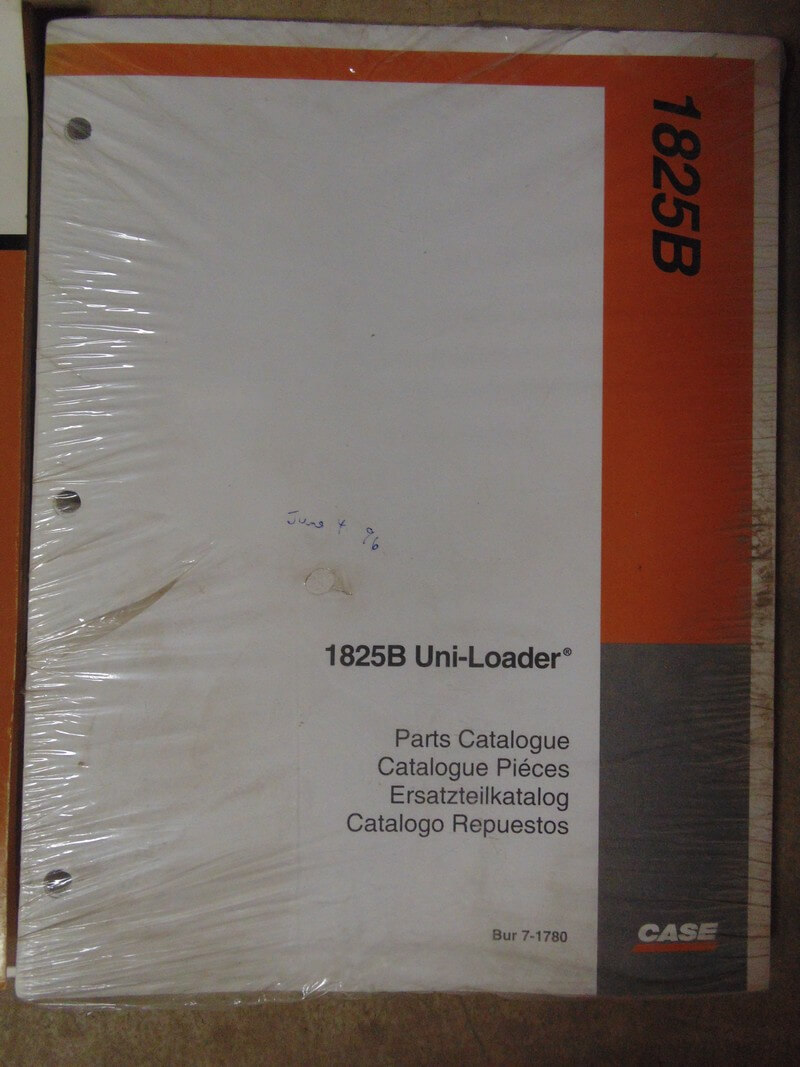 1825B
June 4 96
1825B Uni-Loader®
Parts Catalogue
Catalogue Piéces
Ersatzteilkatalog
Catalogo Repuestos
Bur 7-1780
CASE